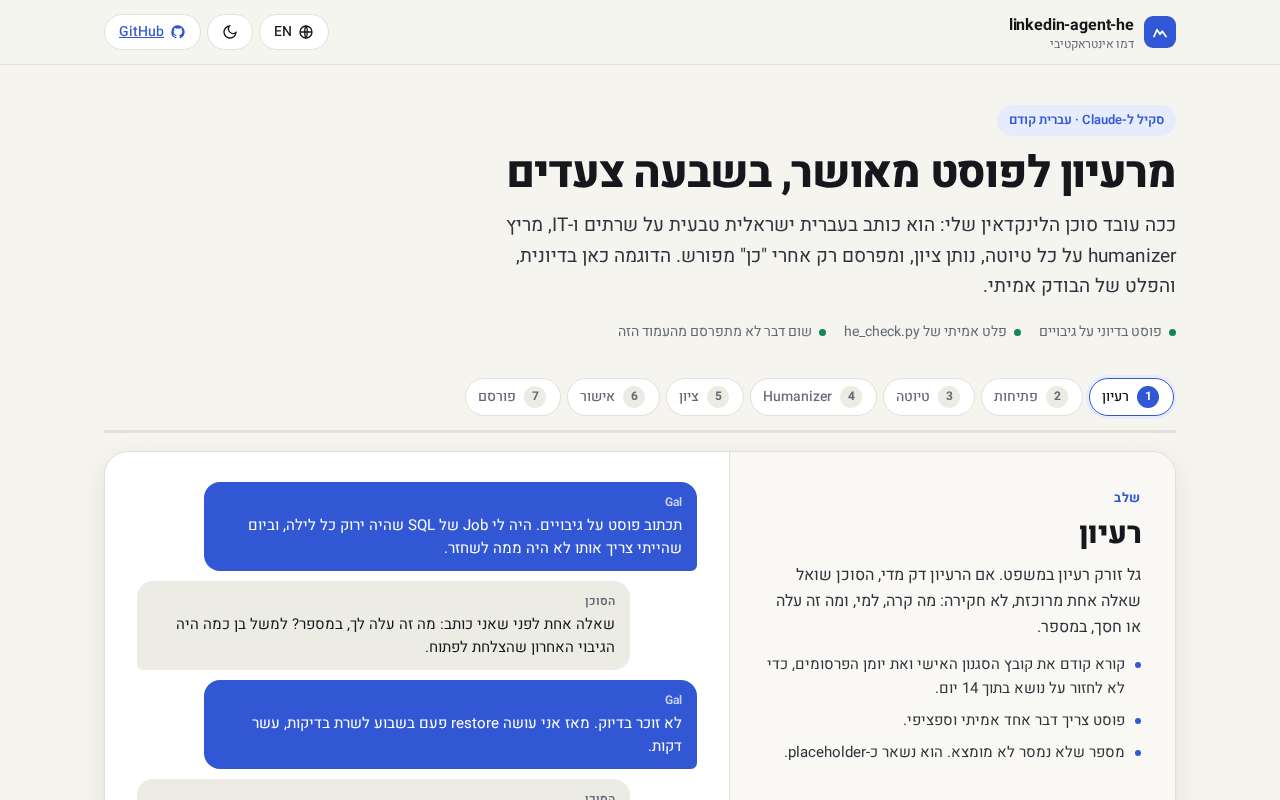 linkedin-agent-he
דמו אינטראקטיבי
EN
GitHub
סקיל ל-Claude · עברית קודם
מרעיון לפוסט מאושר, בשבעה צעדים
ככה עובד סוכן הלינקדאין שלי: הוא כותב בעברית ישראלית טבעית על שרתים ו-IT, מריץ
humanizer על כל טיוטה, נותן ציון, ומפרסם רק אחרי "כן" מפורש. הדוגמה כאן בדיונית,
והפלט של הבודק אמיתי.
פוסט בדיוני על גיבויים
פלט אמיתי של he_check.py
שום דבר לא מתפרסם מהעמוד הזה
1 רעיון
2 פתיחות
3 טיוטה
4 Humanizer
5 ציון
6 אישור
7 פורסם
שלב
רעיון
גל זורק רעיון במשפט. אם הרעיון דק מדי, הסוכן שואל
שאלה אחת מרוכזת, לא חקירה: מה קרה, למי, ומה זה עלה
או חסך, במספר.
קורא קודם את קובץ הסגנון האישי ואת יומן הפרסומים, כדי
לא לחזור על נושא בתוך 14 יום.
פוסט צריך דבר אחד אמיתי וספציפי.
מספר שלא נמסר לא מומצא. הוא נשאר כ-placeholder.
Gal
תכתוב פוסט על גיבויים. היה לי Job של SQL שהיה ירוק כל לילה, וביום
שהייתי צריך אותו לא היה ממה לשחזר.
הסוכן
שאלה אחת לפני שאני כותב: מה זה עלה לך, במספר? למשל בן כמה היה
הגיבוי האחרון שהצלחת לפתוח.
Gal
לא זוכר בדיוק. מאז אני עושה restore פעם בשבוע לשרת בדיקות, עשר
דקות.
הסוכן